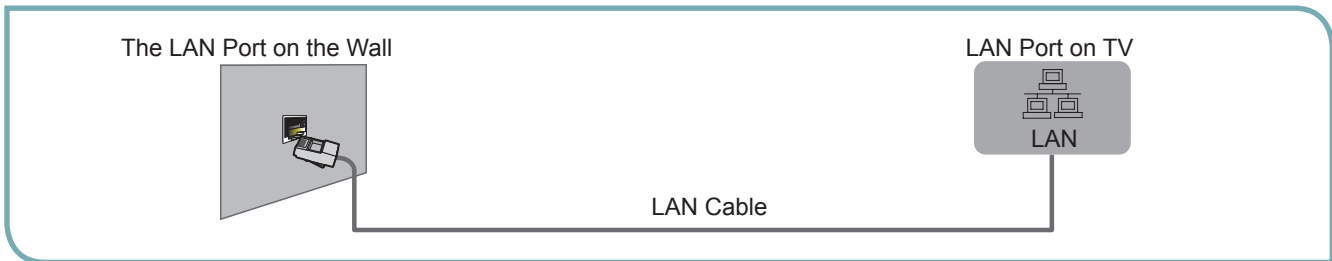 The LAN Port on the Wall
LAN Port on TV
LAN
LAN Cable